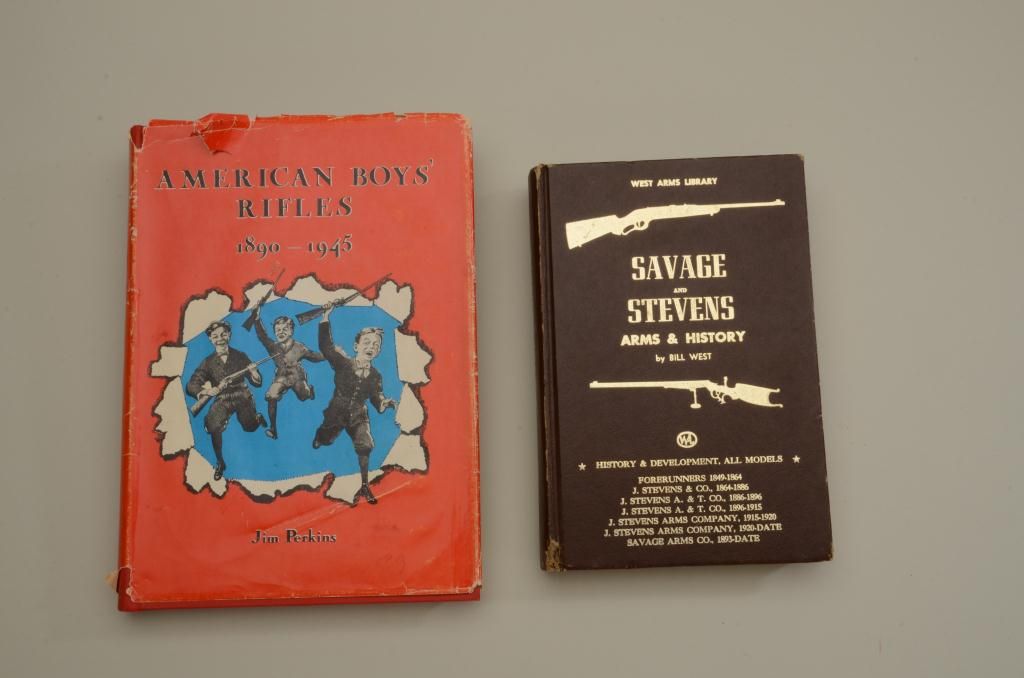 AMERICAN BOYS'
RIFLES
1890 – 1945
Jim Perkins
WEST ARMS LIBRARY
SAVAGE
AND
STEVENS
ARMS & HISTORY
by BILL WEST
WAL
★ HISTORY & DEVELOPMENT, ALL MODELS ★
FORERUNNERS 1849-1864
J. STEVENS & CO., 1864-1886
J. STEVENS A. & T. CO., 1886-1896
J. STEVENS A. & T. CO., 1896-1915
J. STEVENS ARMS COMPANY, 1915-1920
J. STEVENS ARMS COMPANY, 1920-DATE
SAVAGE ARMS CO., 1893-DATE